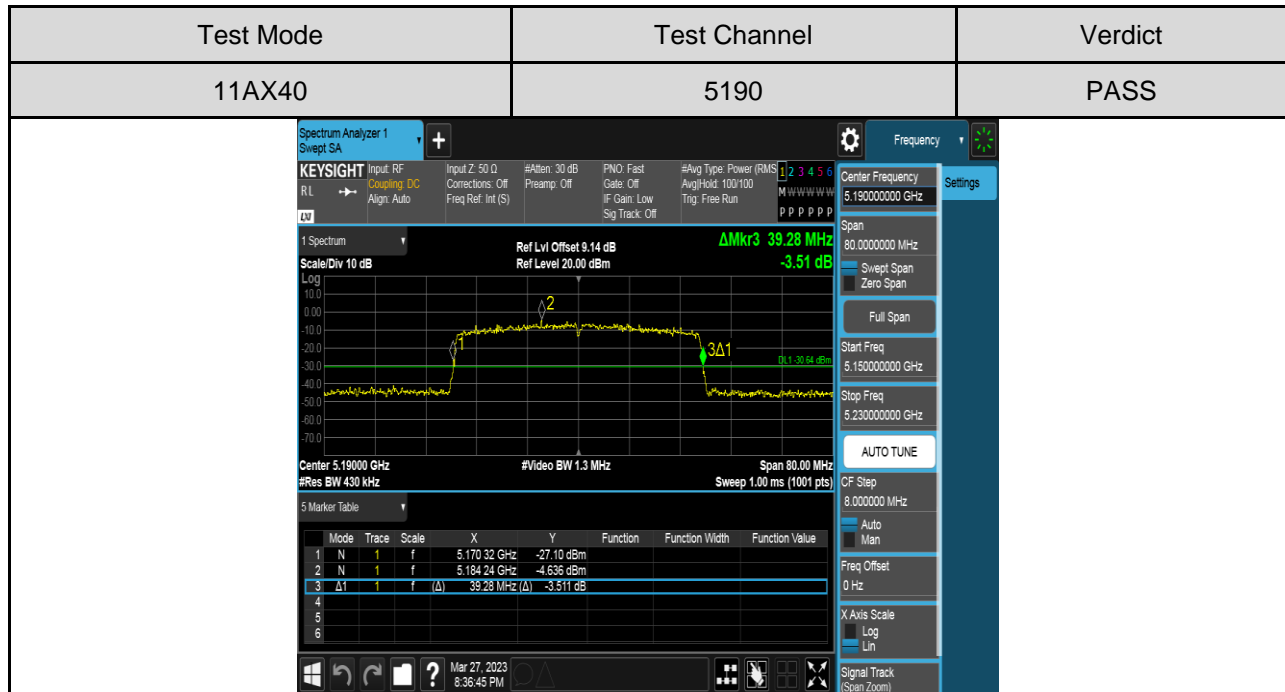 Test Mode Test Channel Verdict
11AX40 5190 PASS
Spectrum Analyzer 1
Swept SA
+
Frequency
KEYSIGHT Input: RF Input Z: 50 Ω #Atten: 30 dB PNO: Fast #Avg Type: Power (RMS 1 2 3 4 5 6
RL Coupling: DC Corrections: Off Preamp: Off Gate: Off Avg|Hold: 100/100 M W W W W W
Align: Auto Freq Ref: Int (S) IF Gain: Low Trig: Free Run
LXI Sig Track: Off P P P P P P
Center Frequency
5.190000000 GHz
Settings
1 Spectrum
Ref Lvl Offset 9.14 dB ΔMkr3 39.28 MHz
Scale/Div 10 dB Ref Level 20.00 dBm -3.51 dB
Log
10.0
0.00
-10.0
-20.0
-30.0
-40.0
-50.0
-60.0
-70.0
2
1
3Δ1
DL1 -30.64 dBm
Center 5.19000 GHz #Video BW 1.3 MHz Span 80.00 MHz
#Res BW 430 kHz Sweep 1.00 ms (1001 pts)
5 Marker Table
Mode Trace Scale X Y Function Function Width Function Value
1 N 1 f 5.170 32 GHz -27.10 dBm
2 N 1 f 5.184 24 GHz -4.636 dBm
3 Δ1 1 f (Δ) 39.28 MHz (Δ) -3.511 dB
4
5
6
Span
80.0000000 MHz
Swept Span
Zero Span
Full Span
Start Freq
5.150000000 GHz
Stop Freq
5.230000000 GHz
AUTO TUNE
CF Step
8.000000 MHz
Auto
Man
Freq Offset
0 Hz
X Axis Scale
Log
Lin
Signal Track
(Span Zoom)
?
Mar 27, 2023
8:36:45 PM